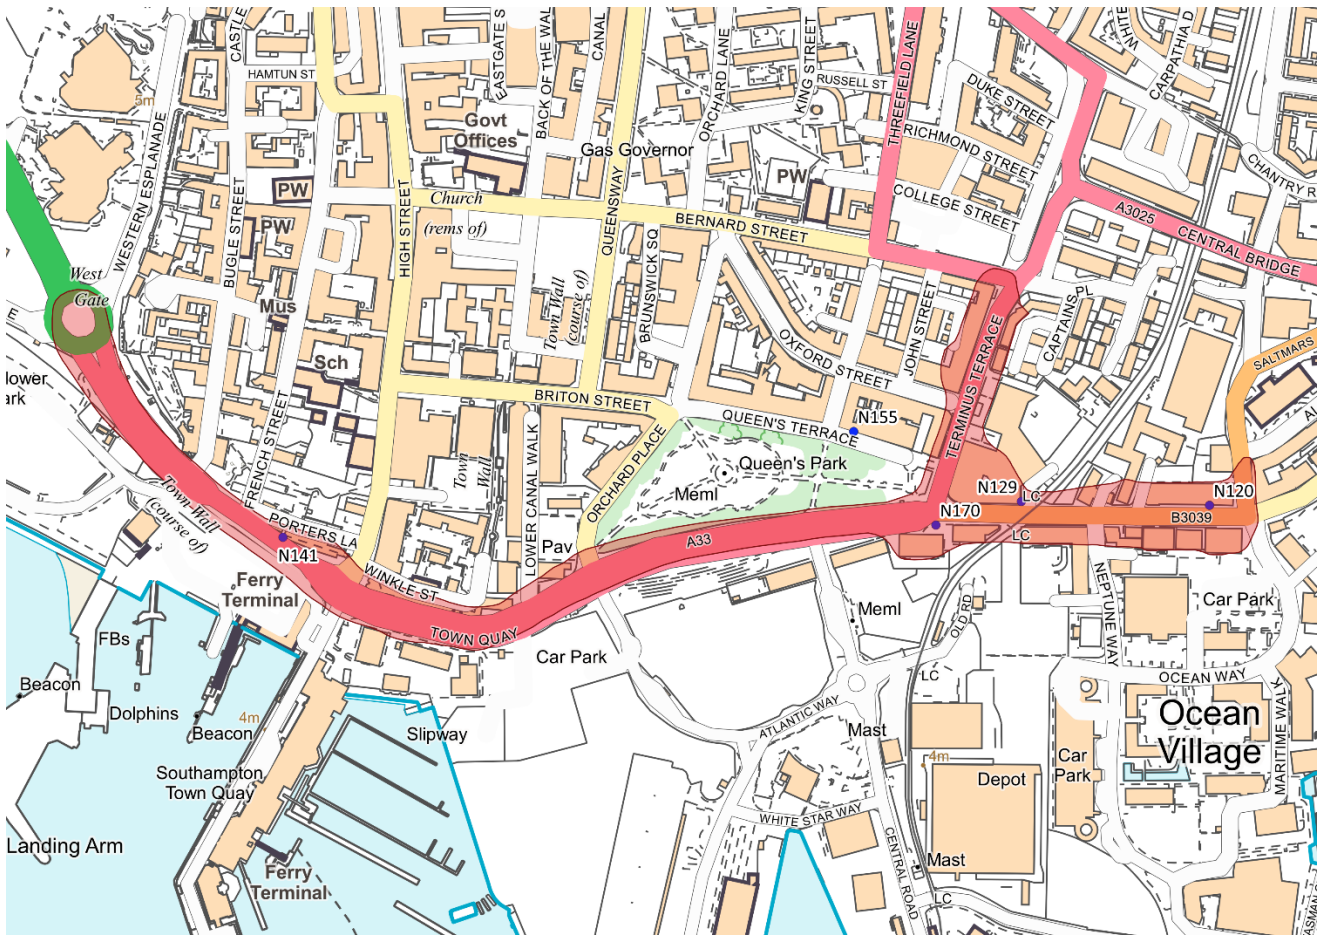 CASTLE
HAMTUN ST
5m
WESTERN ESPLANADE
EASTGATE S
BACK OF THE WAL
CANAL
QUEENSWAY
ORCHARD LANE
KING STREET
RUSSELL ST
THREEFIELD LANE
DUKE STREET
RICHMOND STREET
COLLEGE STREET
WHITE
CARPATHIA D
CHANTRY R
Govt
Offices
Gas Governor
PW
PW
PW
Church
(rems of)
BERNARD STREET
HIGH STREET
BUGLE STREET
A3025
CENTRAL BRIDGE
West
Gate
E
Mus
Sch
Town Wall
(course of)
BRUNSWICK SQ
OXFORD STREET
JOHN STREET
TERMINUS TERRACE
CAPTAINS PL
SALTMARS
lower
ark
FRENCH STREET
BRITON STREET
QUEEN'S TERRACE
N155
Town
Wall
LOWER CANAL WALK
ORCHARD PLACE
Queen's Park
Meml
N129
LC
N120
N170
B3039
LC
A33
Town Wall
(course of)
PORTERS LA
N141
WINKLE ST
Pav
TOWN QUAY
Ferry
Terminal
FBs
Car Park
Meml
OLD RD
NEPTUNE WAY
Car Park
LC
OCEAN WAY
Beacon
Dolphins
Beacon
4m
Slipway
ATLANTIC WAY
Mast
Ocean
Village
MARITIME WALK
Southampton
Town Quay
4m
Depot
Car
Park
WHITE STAR WAY
Landing Arm
Ferry
Terminal
CENTRAL ROAD
Mast
LC
ASMAN